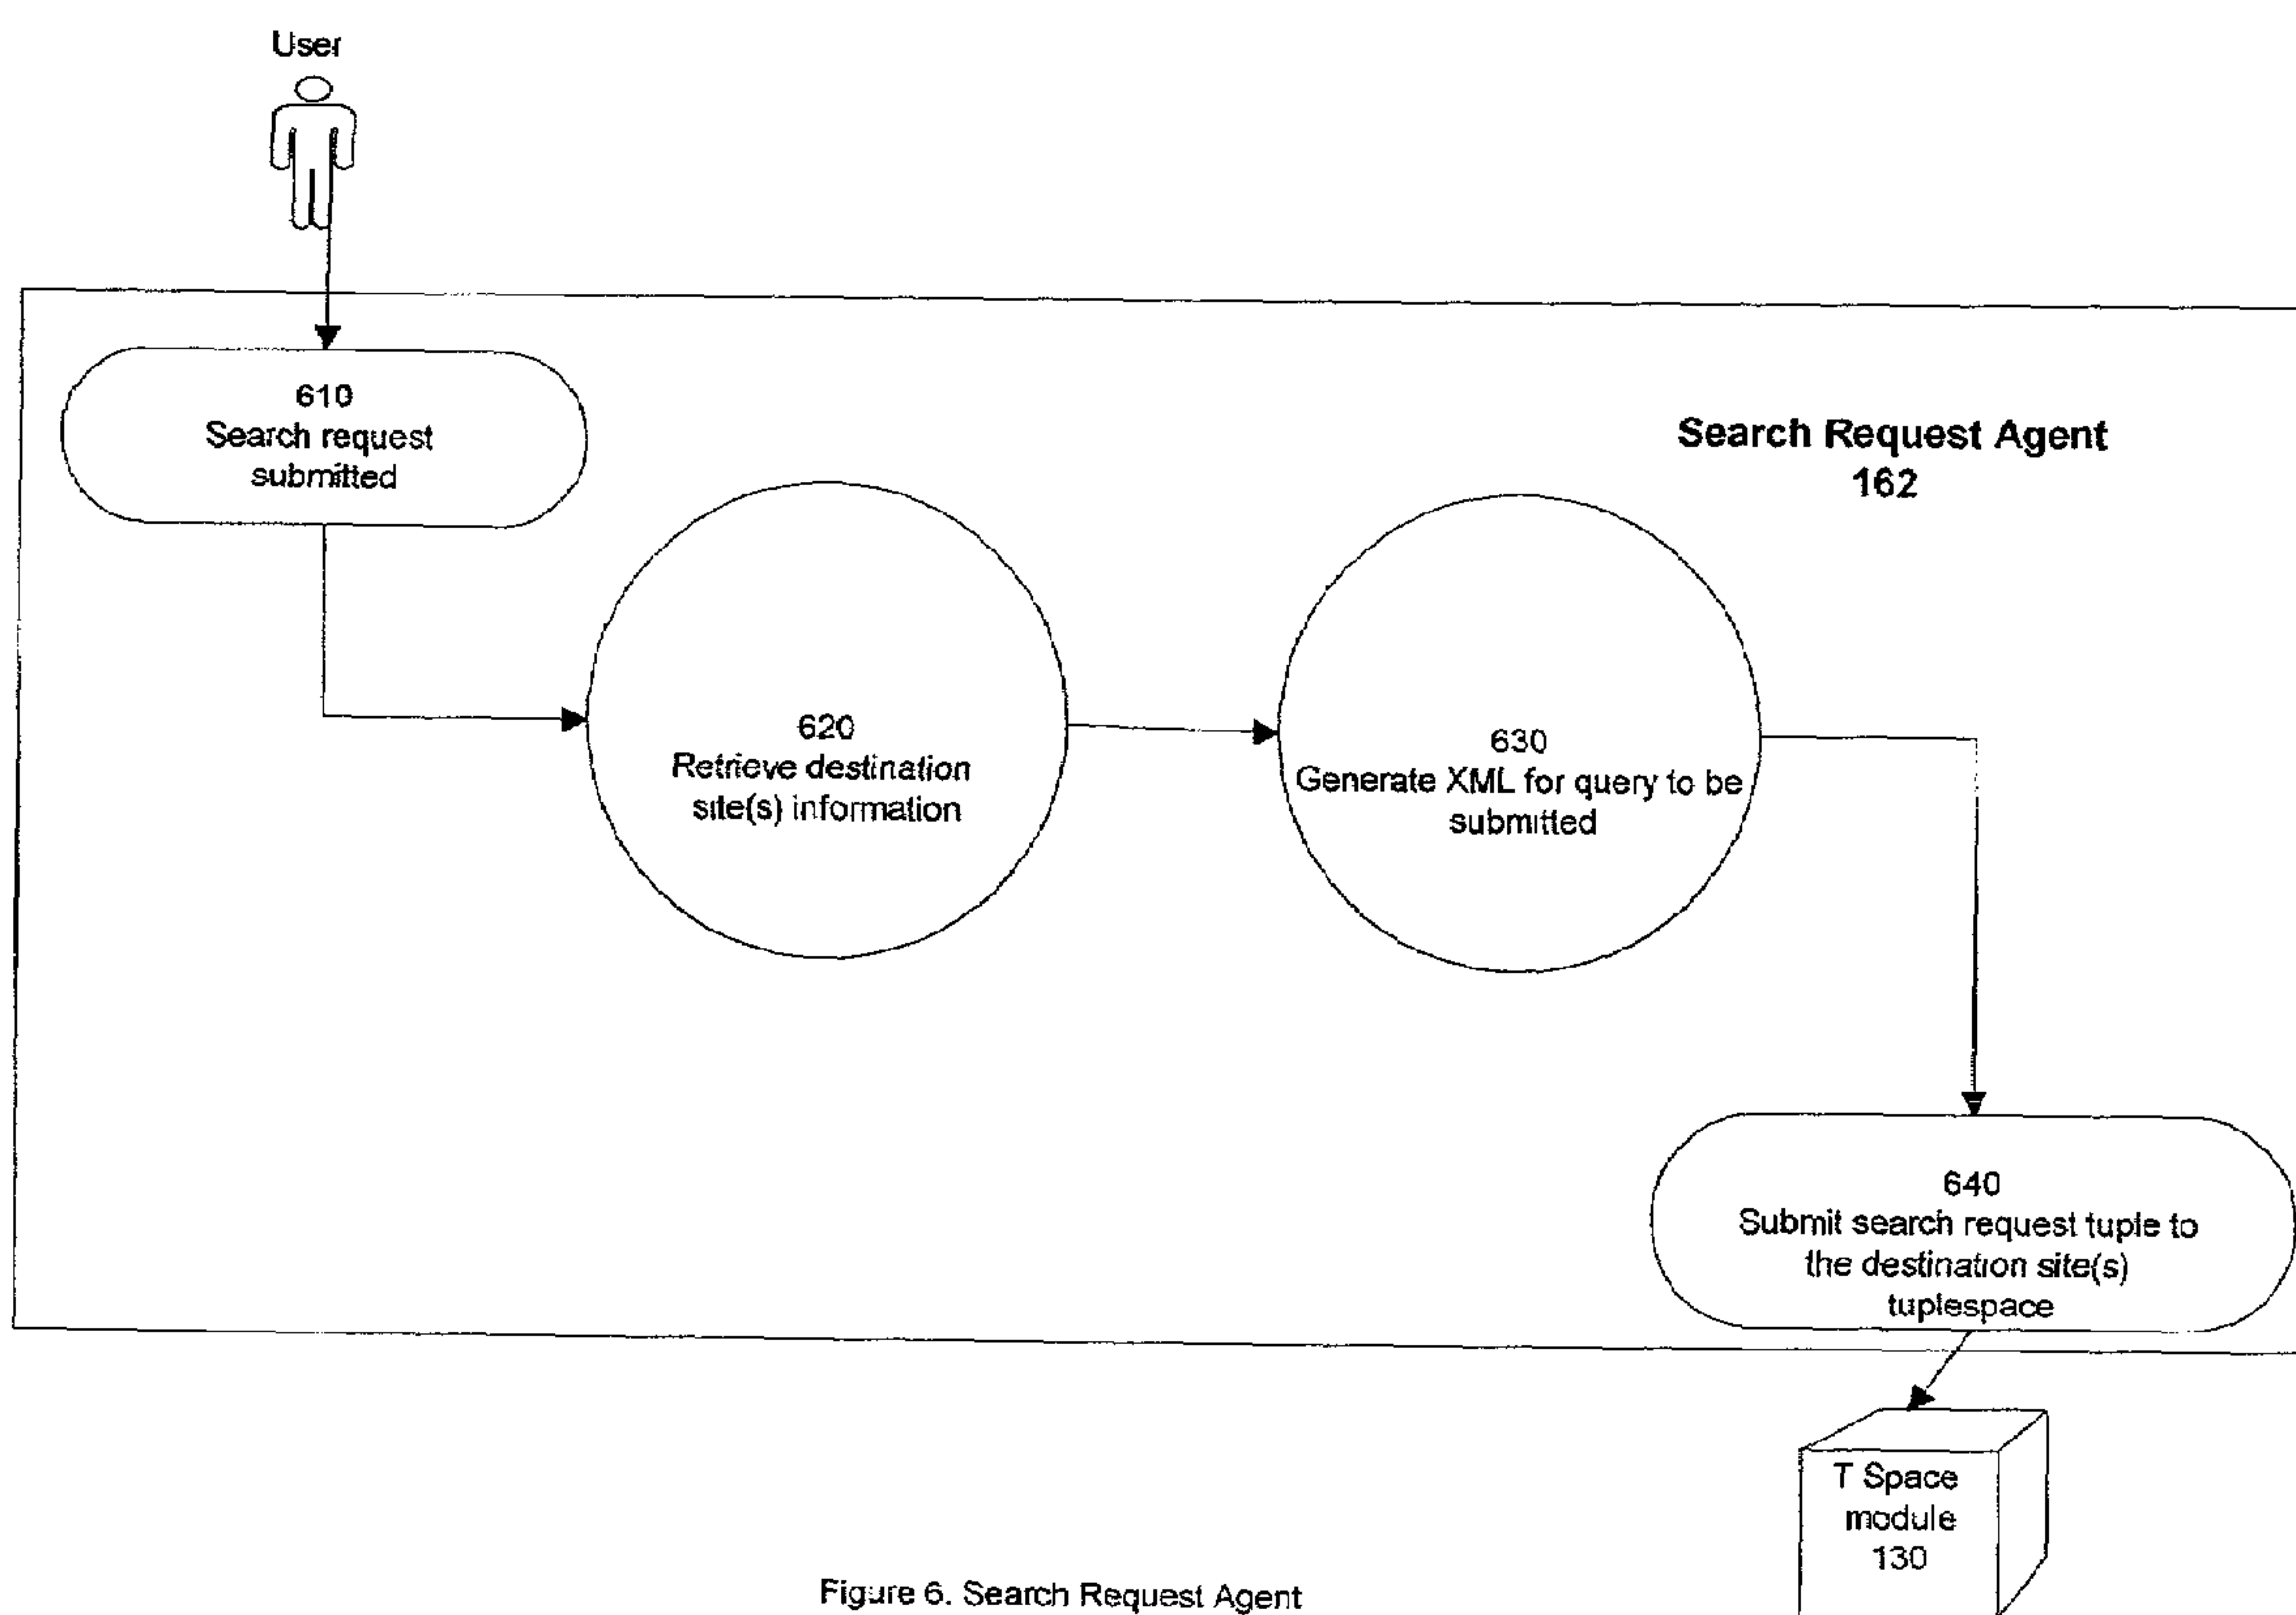 User
610
Search request
submitted
Search Request Agent
162
620
Retrieve destination
site(s) information
630
Generate XML for query to be
submitted
640
Submit search request tuple to
the destination site(s)
tuplespace
T Space
module
130
Figure 6. Search Request Agent